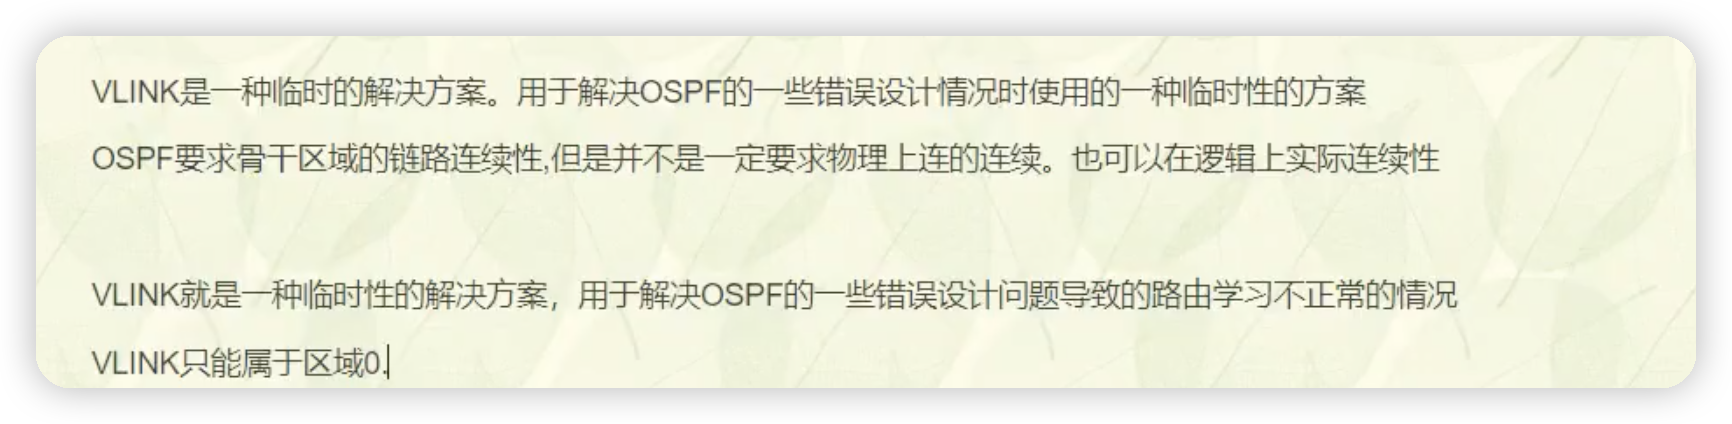 VLINK是一种临时的解决方案。用于解决OSPF的一些错误设计情况时使用的一种临时性的方案
OSPF要求骨干区域的链路连续性,但是并不是一定要求物理上连的连续。也可以在逻辑上实际连续性
VLINK就是一种临时性的解决方案，用于解决OSPF的一些错误设计问题导致的路由学习不正常的情况
VLINK只能属于区域0.